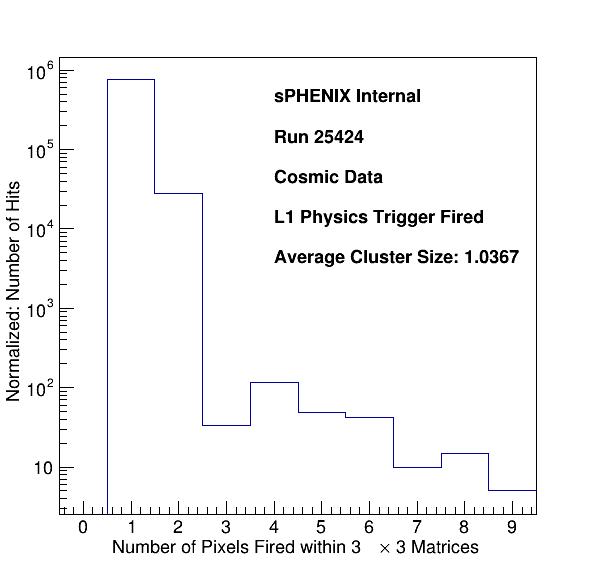 sPHENIX Internal
Run 25424
Cosmic Data
L1 Physics Trigger Fired
Average Cluster Size: 1.0367
Normalized: Number of Hits
10^6
10^5
10^4
10^3
10^2
10
0 1 2 3 4 5 6 7 8 9
Number of Pixels Fired within 3 × 3 Matrices